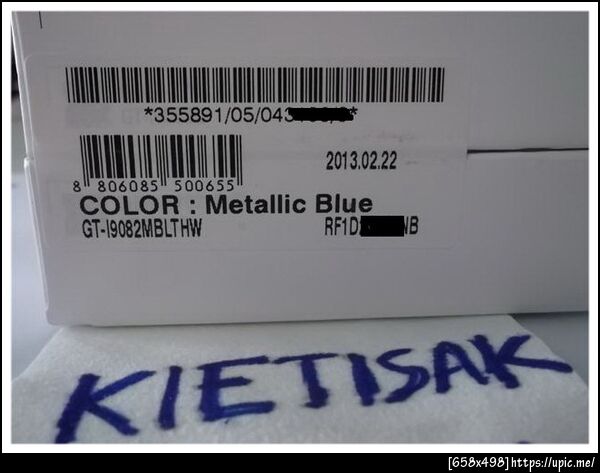 *355891/05/043
2013.02.22
8 806085 500655
COLOR : Metallic Blue
GT-I9082MBLTHW RF1D NB
KIETISAK
[658x498]https://upic.me/